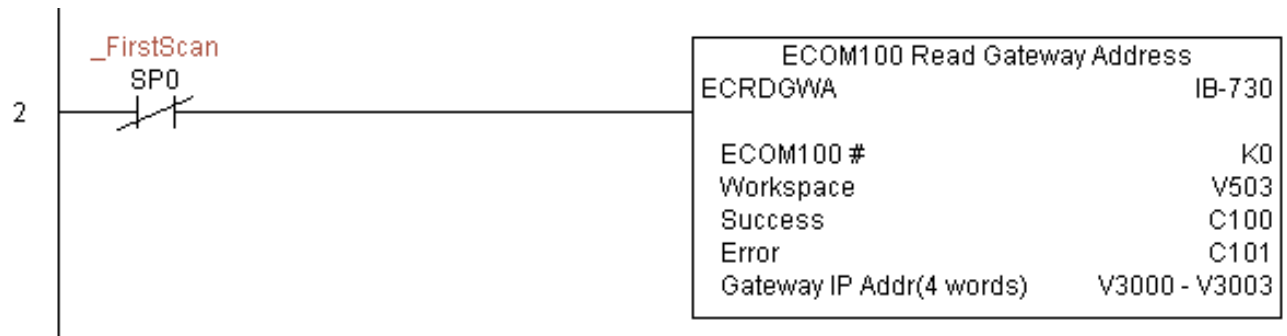 _FirstScan
SP0
2
ECOM100 Read Gateway Address
ECRDGWA IB-730
ECOM100 # K0
Workspace V503
Success C100
Error C101
Gateway IP Addr(4 words) V3000 - V3003